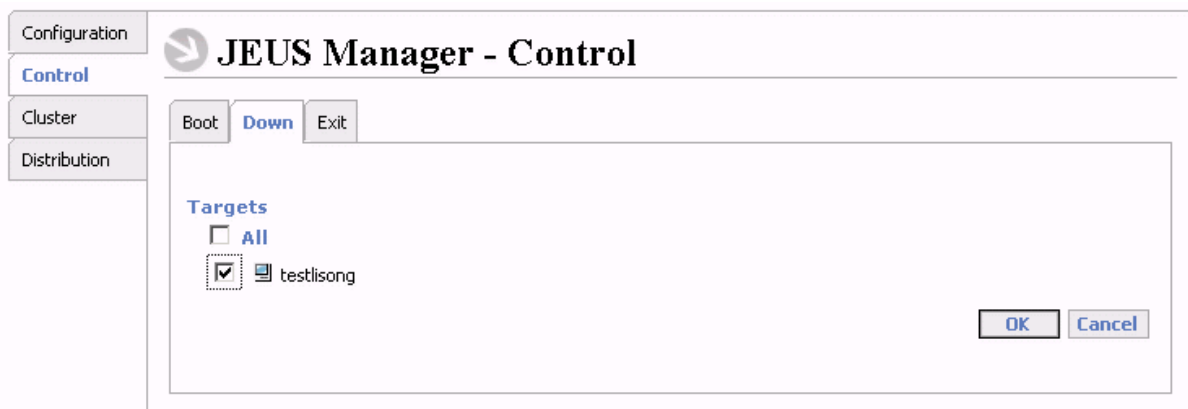 Configuration
Control
Cluster
Distribution
JEUS Manager - Control
Boot Down Exit
Targets
All
testlisong
OK Cancel